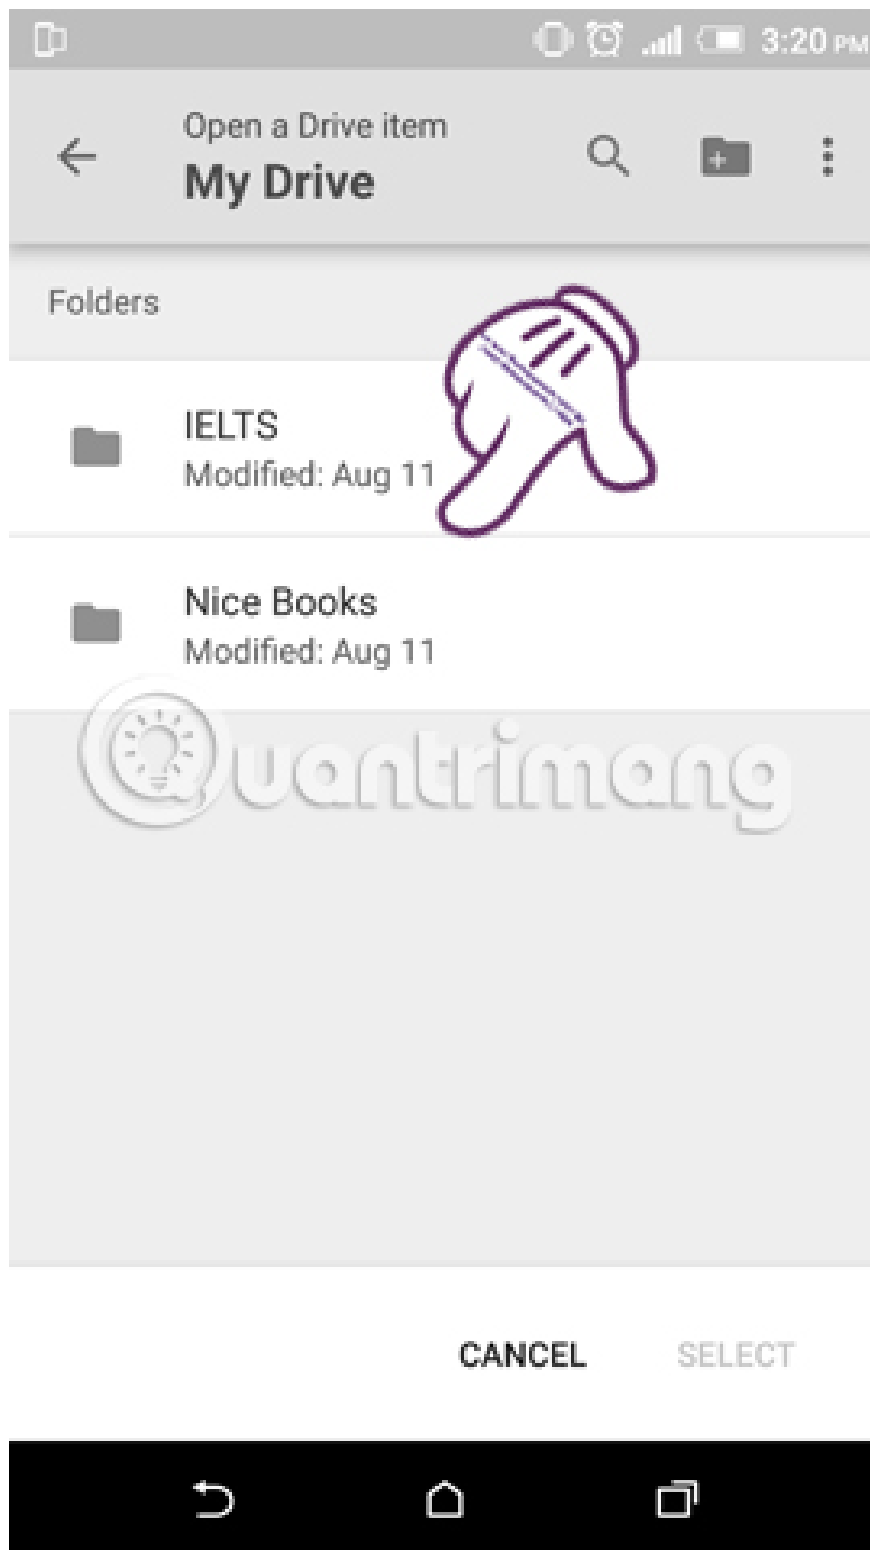 3:20 PM
Open a Drive item
My Drive
Folders
IELTS
Modified: Aug 11
Nice Books
Modified: Aug 11
Quantrimang
CANCEL
SELECT